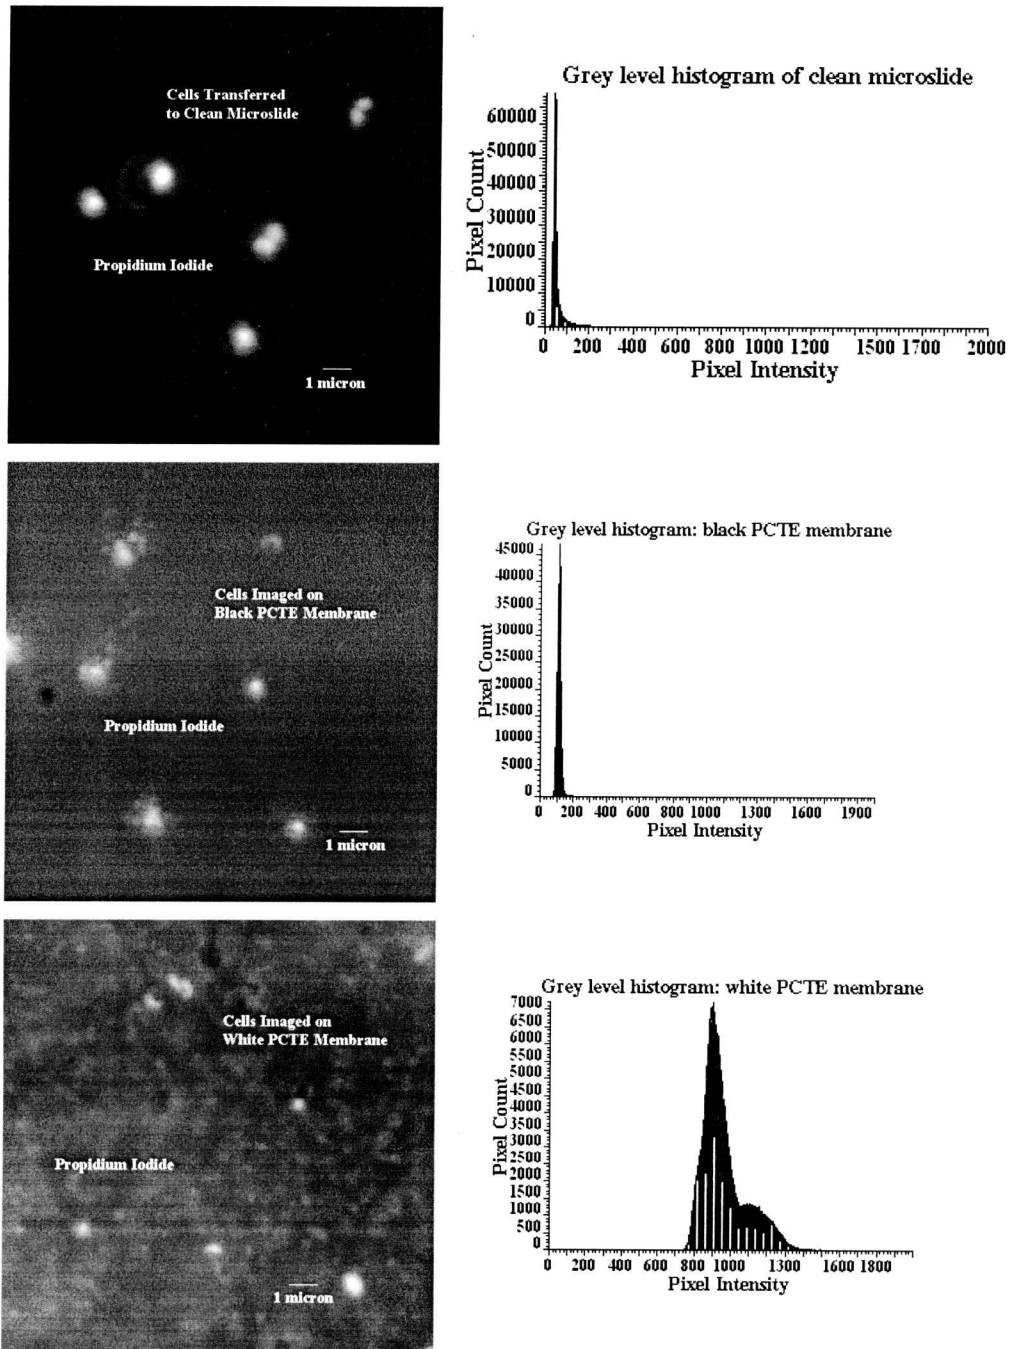 Cells Transferred
to Clean Microslide
Propidium Iodide
1 micron
Grey level histogram of clean microslide
Pixel Count
60000
50000
40000
30000
20000
10000
0
0 200 400 600 800 1000 1200 1500 1700 2000
Pixel Intensity
Cells Imaged on
Black PCTE Membrane
Propidium Iodide
1 micron
Grey level histogram: black PCTE membrane
Pixel Count
45000
40000
35000
30000
25000
20000
15000
10000
5000
0
0 200 400 600 800 1000 1300 1600 1900
Pixel Intensity
Cells Imaged on
White PCTE Membrane
Propidium Iodide
1 micron
Grey level histogram: white PCTE membrane
Pixel Count
7000
6500
6000
5500
5000
4500
4000
3500
3000
2500
2000
1500
1000
500
0
0 200 400 600 800 1000 1300 1600 1800
Pixel Intensity